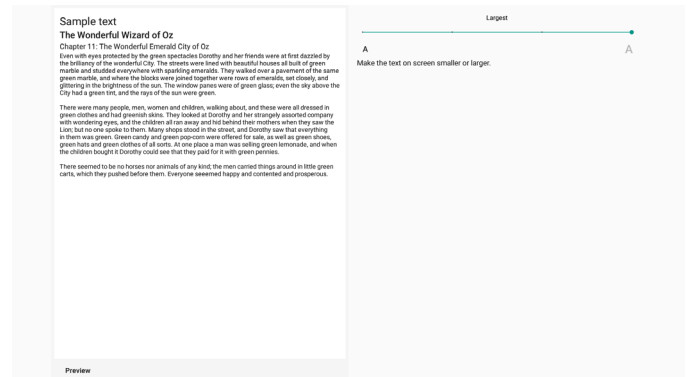 Sample text
The Wonderful Wizard of Oz
Chapter 11: The Wonderful Emerald City of Oz
Even with eyes protected by the green spectacles Dorothy and her friends were at first dazzled by
the brilliancy of the wonderful City. The streets were lined with beautiful houses all built of green
marble and studded everywhere with sparkling emeralds. They walked over a pavement of the same
green marble, and where the blocks were joined together were rows of emeralds, set closely, and
glittering in the brightness of the sun. The window panes were of green glass; even the sky above the
City had a green tint, and the rays of the sun were green.
There were many people, men, women and children, walking about, and these were all dressed in
green clothes and had greenish skins. They looked at Dorothy and her strangely assorted company
with wondering eyes, and the children all ran away and hid behind their mothers when they saw the
Lion; but no one spoke to them. Many shops stood in the street, and Dorothy saw that everything
in them was green. Green candy and green pop-corn were offered for sale, as well as green shoes,
green hats and green clothes of all sorts. At one place a man was selling green lemonade, and when
the children bought it Dorothy could see that they paid for it with green pennies.
There seemed to be no horses nor animals of any kind; the men carried things around in little green
carts, which they pushed before them. Everyone seeemed happy and contented and prosperous.
Preview
Largest
A
A
Make the text on screen smaller or larger.